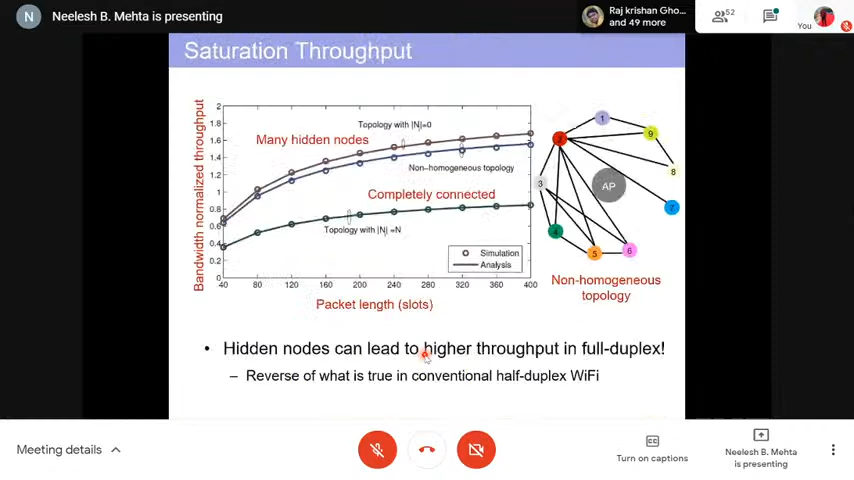 N
Neelesh B. Mehta is presenting
Raj krishan Gho...
and 49 more
52
You
Saturation Throughput
Bandwidth normalized throughput
2
1.8
1.6
1.4
1.2
1
0.8
0.6
0.4
0.2
0
40
80
120
160
200
240
280
320
360
400
Topology with |N|=0
Many hidden nodes
Non-homogeneous topology
Completely connected
Topology with |N| =N
Simulation
Analysis
Packet length (slots)
1
9
8
3
AP
4
5
6
Non-homogeneous
topology
• Hidden nodes can lead to higher throughput in full-duplex!
– Reverse of what is true in conventional half-duplex WiFi
Meeting details
CC
Turn on captions
Neelesh B. Mehta
is presenting